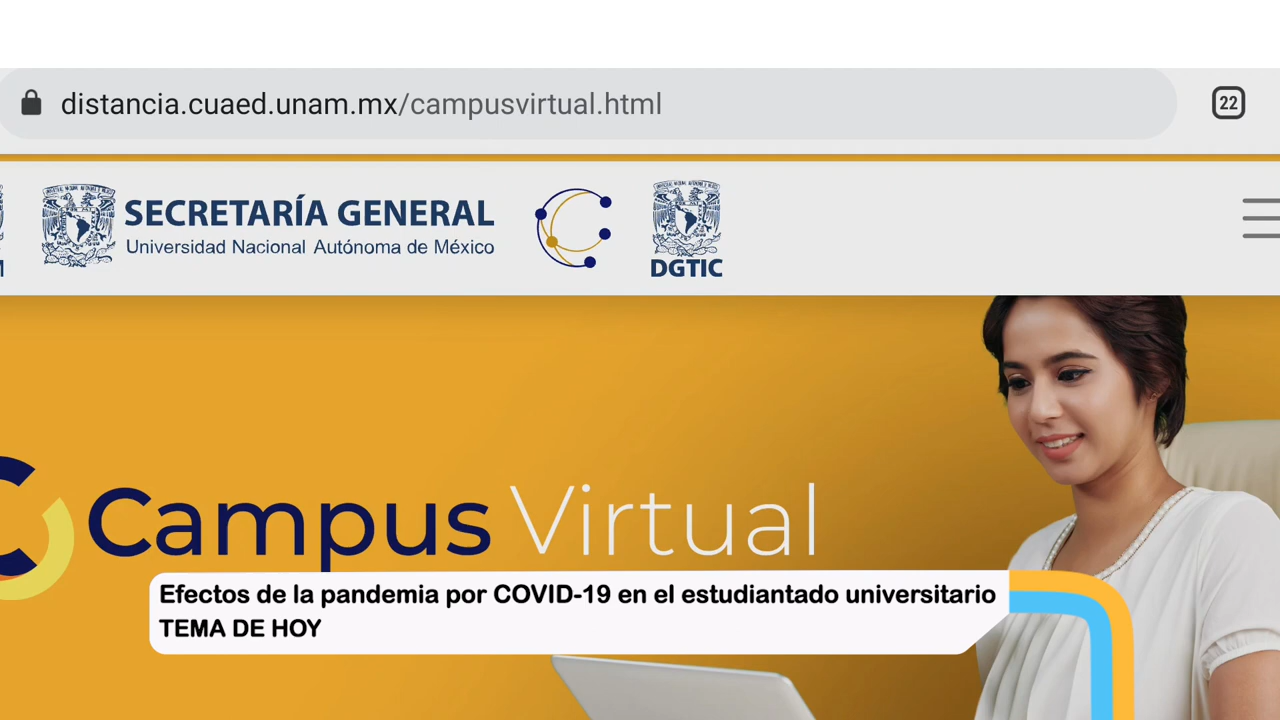 distancia.cuaed.unam.mx/campusvirtual.html
22
SECRETARÍA GENERAL
Universidad Nacional Autónoma de México
DGTIC
Campus Virtual
Efectos de la pandemia por COVID-19 en el estudiantado universitario
TEMA DE HOY